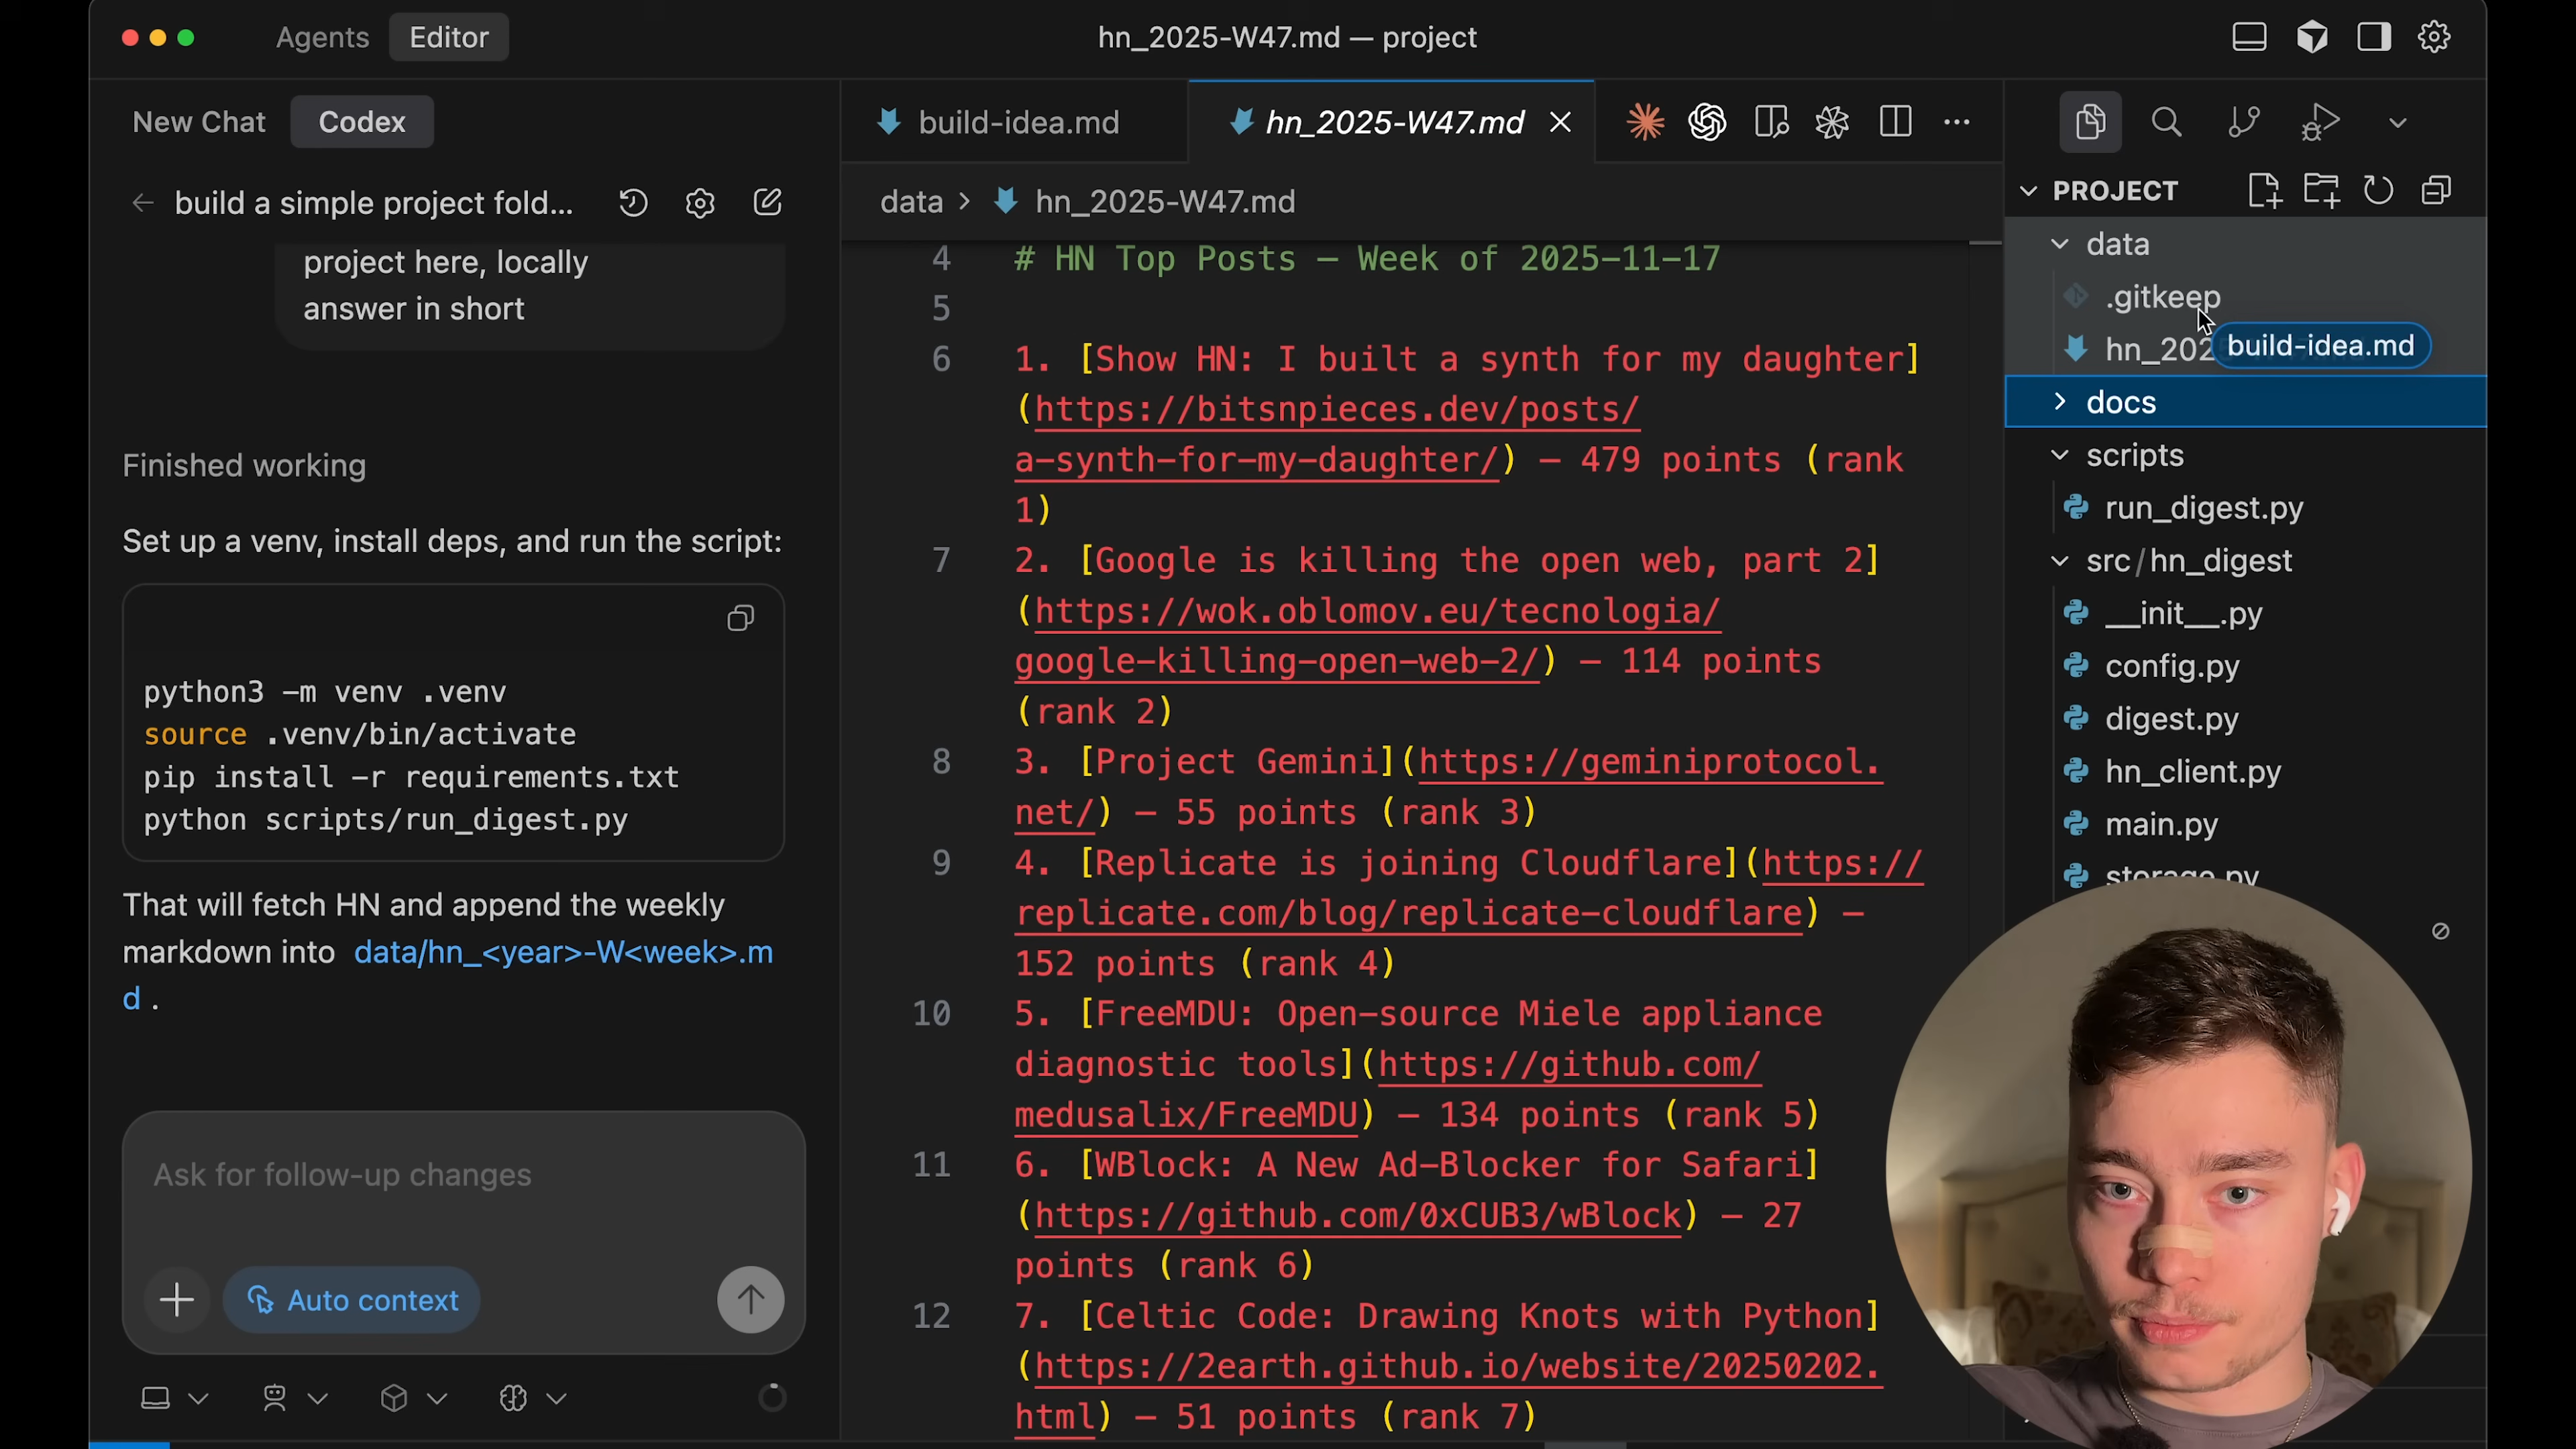 Agents Editor
hn_2025-W47.md — project
New Chat Codex
build a simple project fold...
project here, locally
answer in short
Finished working
Set up a venv, install deps, and run the script:
python3 -m venv .venv
source .venv/bin/activate
pip install -r requirements.txt
python scripts/run_digest.py
That will fetch HN and append the weekly
markdown into data/hn_<year>-W<week>.m
d .
Ask for follow-up changes
Auto context
build-idea.md hn_2025-W47.md
data > hn_2025-W47.md
4 # HN Top Posts — Week of 2025-11-17
5
6 1. [Show HN: I built a synth for my daughter]
(https://bitsnpieces.dev/posts/
a-synth-for-my-daughter/) — 479 points (rank
1)
7 2. [Google is killing the open web, part 2]
(https://wok.oblomov.eu/tecnologia/
google-killing-open-web-2/) — 114 points
(rank 2)
8 3. [Project Gemini](https://geminiprotocol.
net/) — 55 points (rank 3)
9 4. [Replicate is joining Cloudflare](https://
replicate.com/blog/replicate-cloudflare) —
152 points (rank 4)
10 5. [FreeMDU: Open-source Miele appliance
diagnostic tools](https://github.com/
medusalix/FreeMDU) — 134 points (rank 5)
11 6. [WBlock: A New Ad-Blocker for Safari]
(https://github.com/0xCUB3/wBlock) — 27
points (rank 6)
12 7. [Celtic Code: Drawing Knots with Python]
(https://2earth.github.io/website/20250202.
html) — 51 points (rank 7)
PROJECT
data
.gitkeep
hn_202
build-idea.md
docs
scripts
run_digest.py
src/hn_digest
__init__.py
config.py
digest.py
hn_client.py
main.py
storage.py